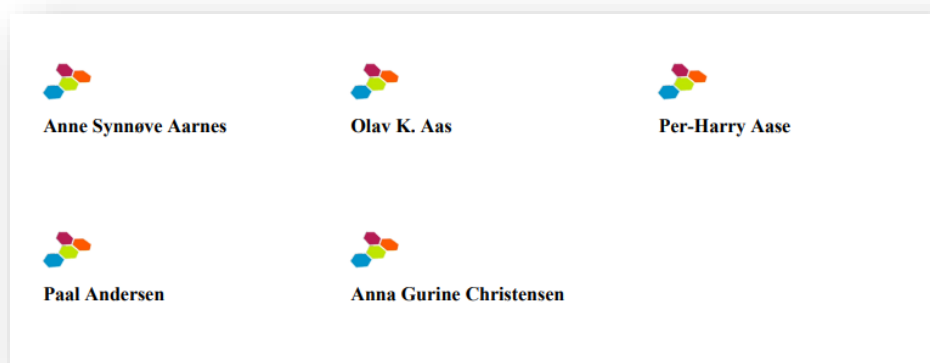 Anne Synnøve Aarnes
Olav K. Aas
Per-Harry Aase
Paal Andersen
Anna Gurine Christensen